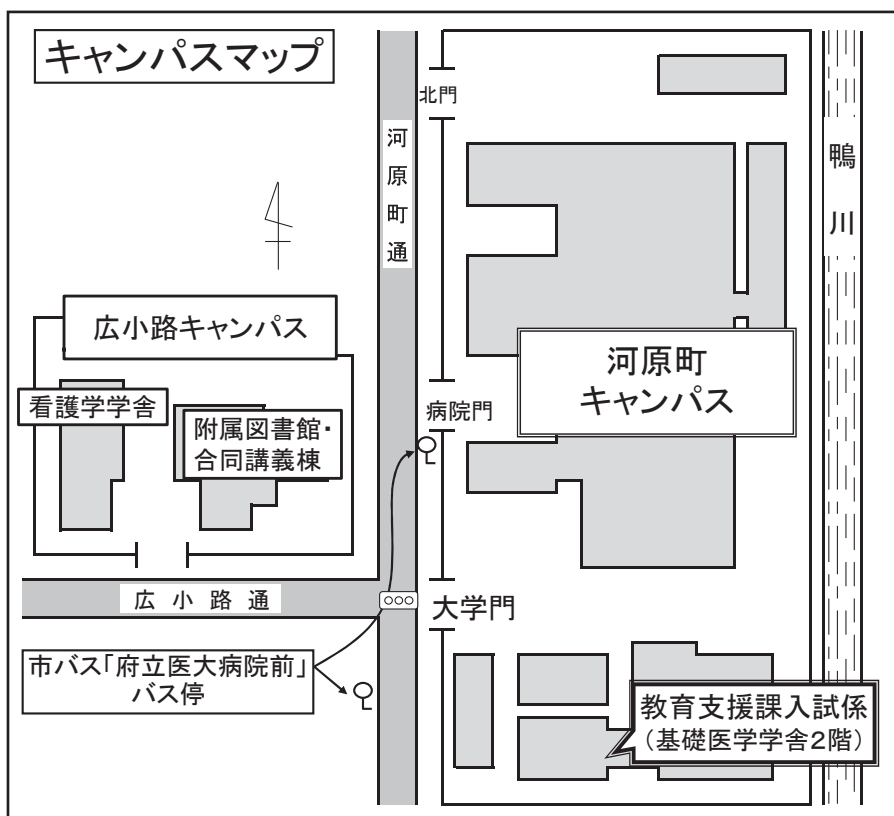 キャンパスマップ
北門
河原町通
鴨川
広小路キャンパス
河原町
キャンパス
看護学学舎
附属図書館・
合同講義棟
病院門
広小路通
大学門
市バス「府立医大病院前」
バス停
教育支援課入試係
（基礎医学学舎2階）